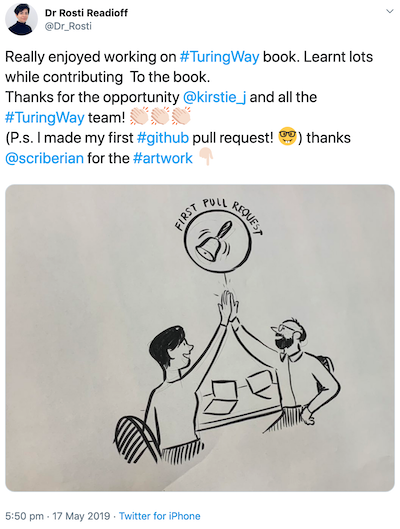 Dr Rosti Readioff
@Dr_Rosti
Really enjoyed working on #TuringWay book. Learnt lots
while contributing  To the book.
Thanks for the opportunity @kirstie_j and all the
#TuringWay team! 👏🏻👏🏻👏🏻
(P.s. I made my first #github pull request! 🤓) thanks
@scriberian for the #artwork 👇🏻
FIRST PULL REQUEST
5:50 pm · 17 May 2019 · Twitter for iPhone